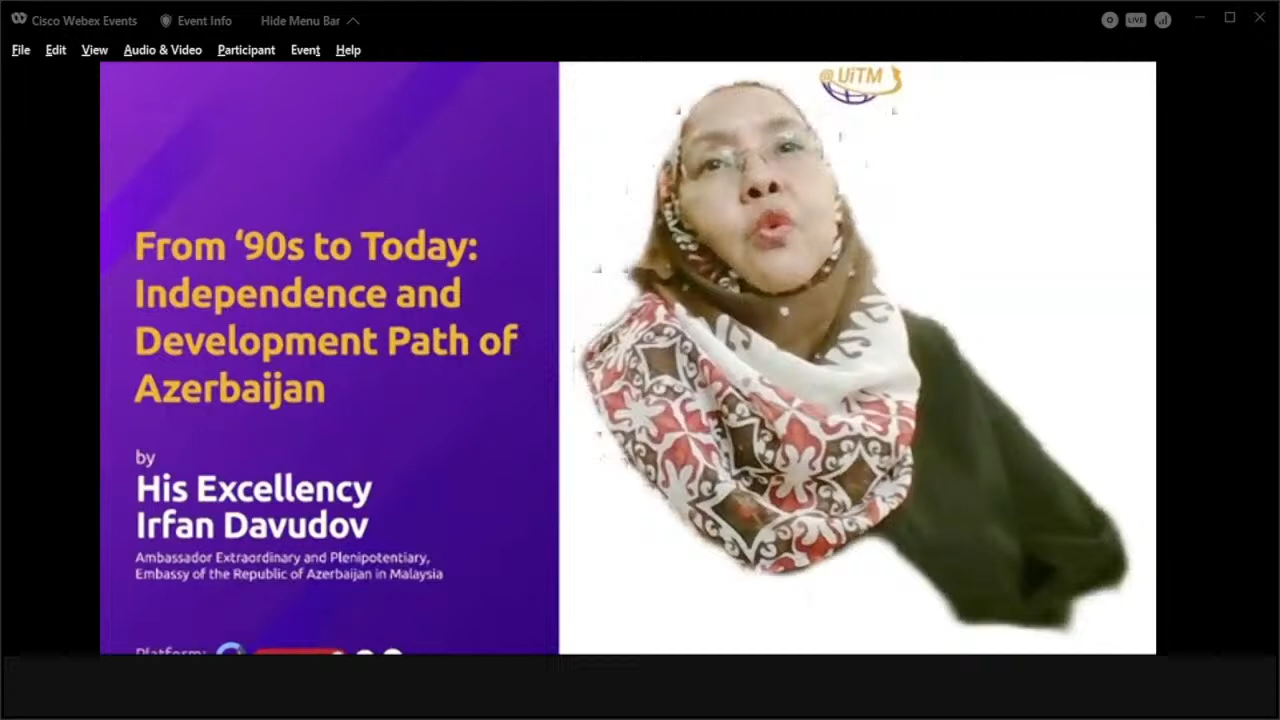 Cisco Webex Events
Event Info
Hide Menu Bar
LIVE
File Edit View Audio & Video Participant Event Help
@ UiTM
From ‘90s to Today:
Independence and
Development Path of
Azerbaijan
by
His Excellency
Irfan Davudov
Ambassador Extraordinary and Plenipotentiary,
Embassy of the Republic of Azerbaijan in Malaysia
Platform: